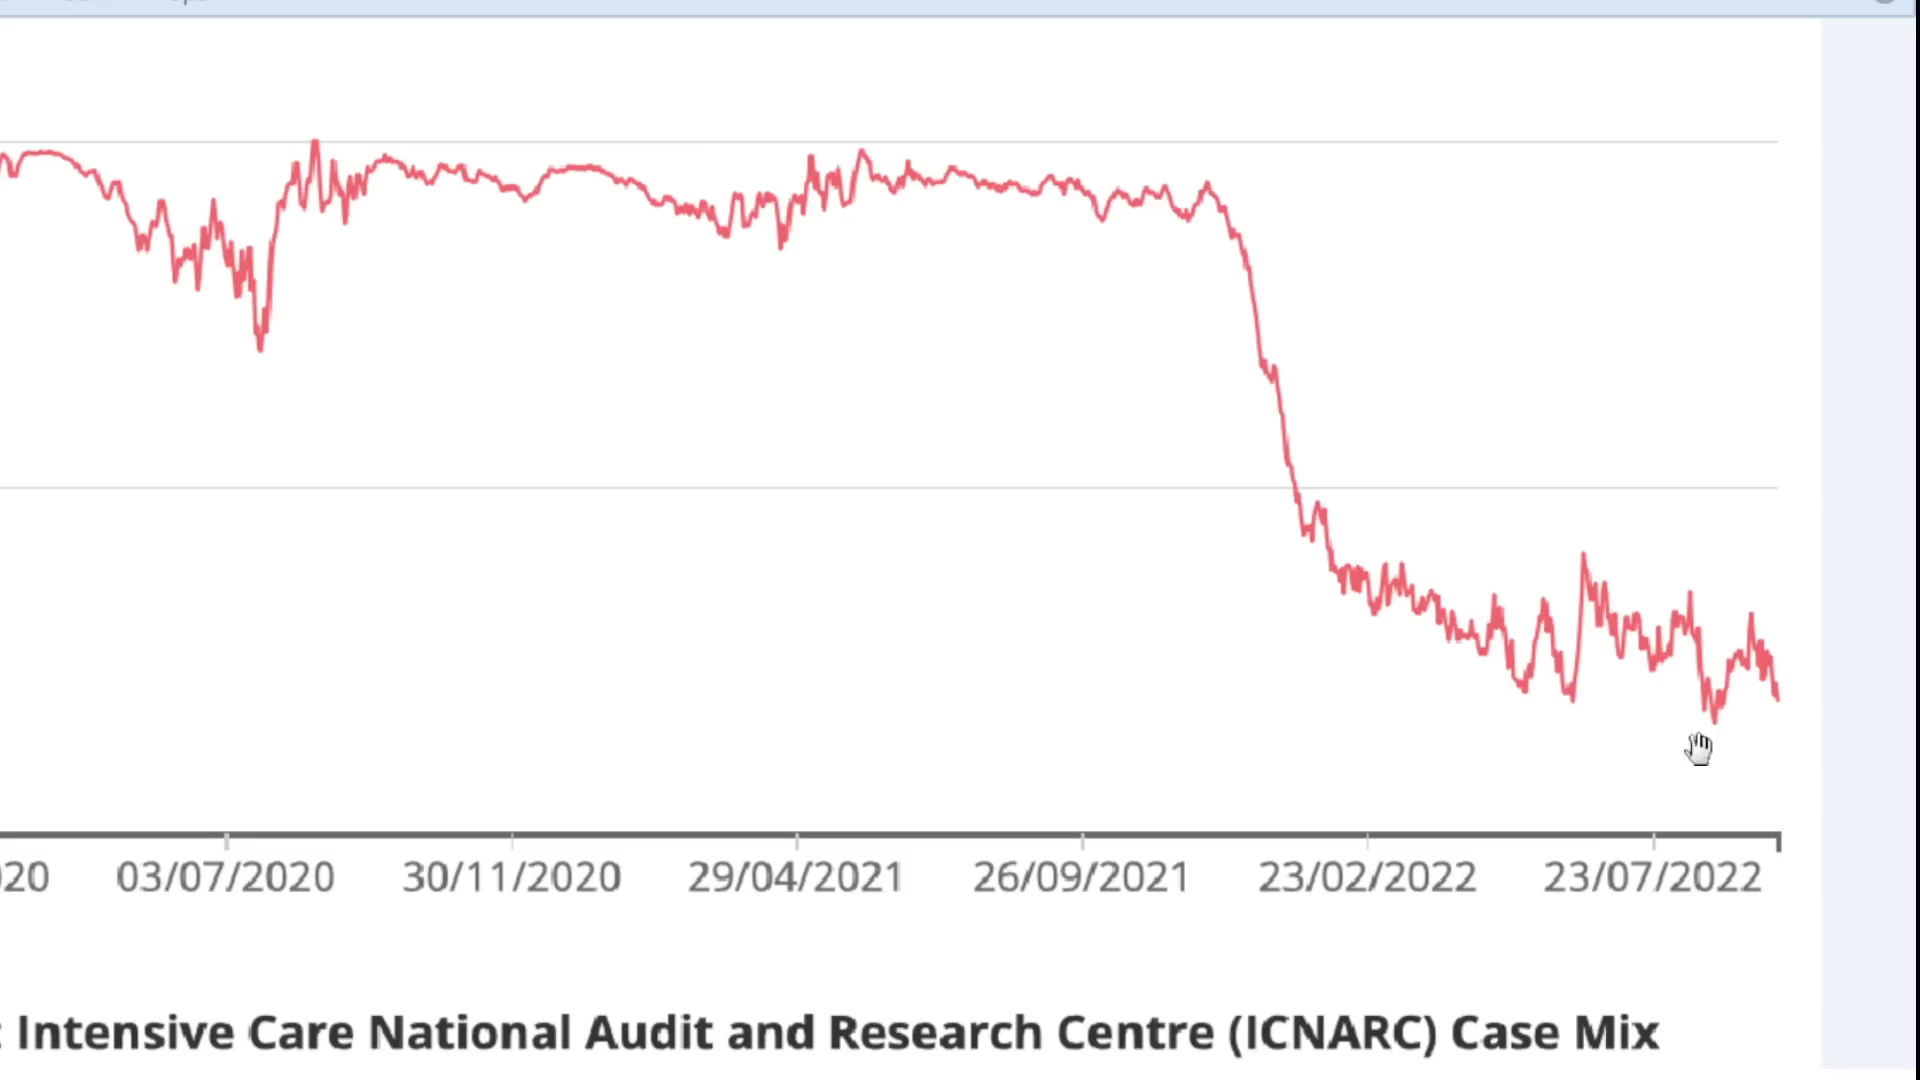 20 03/07/2020 30/11/2020 29/04/2021 26/09/2021 23/02/2022 23/07/2022
: Intensive Care National Audit and Research Centre (ICNARC) Case Mix